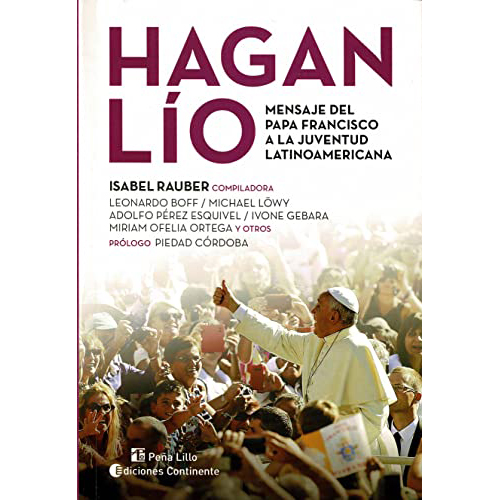 HAGAN
LÍO
MENSAJE DEL
PAPA FRANCISCO
A LA JUVENTUD
LATINOAMERICANA
ISABEL RAUBER COMPILADORA
LEONARDO BOFF / MICHAEL LÖWY
ADOLFO PÉREZ ESQUIVEL / IVONE GEBARA
MIRIAM OFELIA ORTEGA Y OTROS
PRÓLOGO PIEDAD CÓRDOBA
Peña Lillo
Ediciones Continente